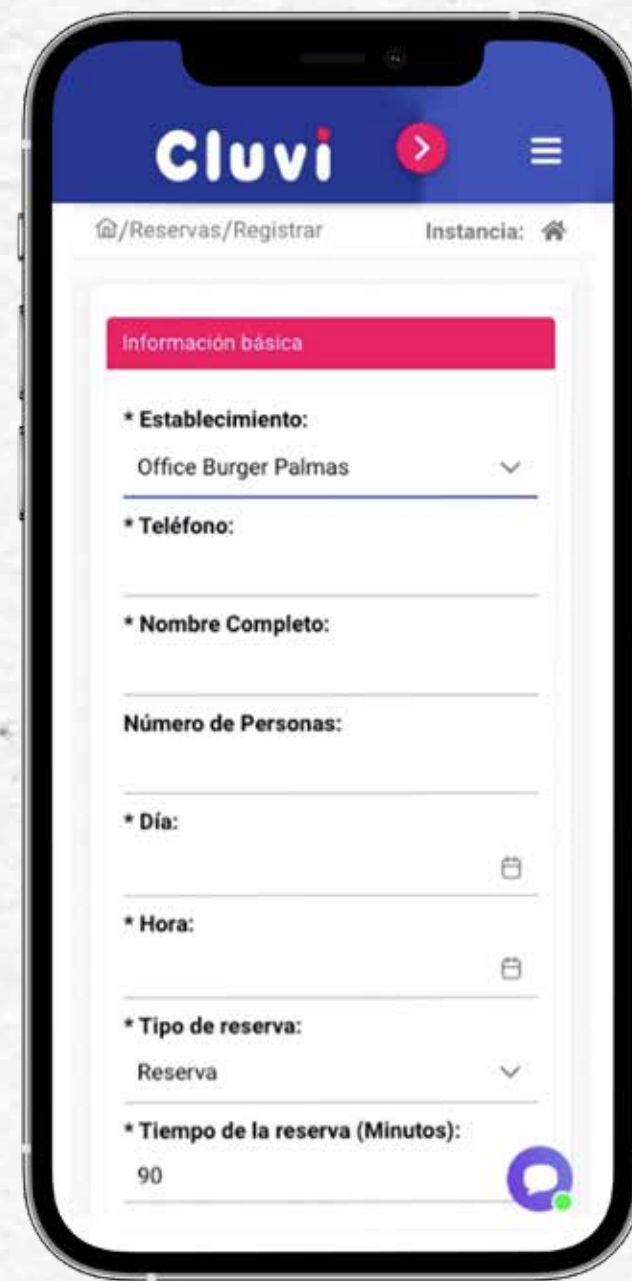 Cluvi
/Reservas/Registrar Instancia:
Información básica
* Establecimiento:
Office Burger Palmas
* Teléfono:
* Nombre Completo:
Número de Personas:
* Día:
* Hora:
* Tipo de reserva:
Reserva
* Tiempo de la reserva (Minutos):
90